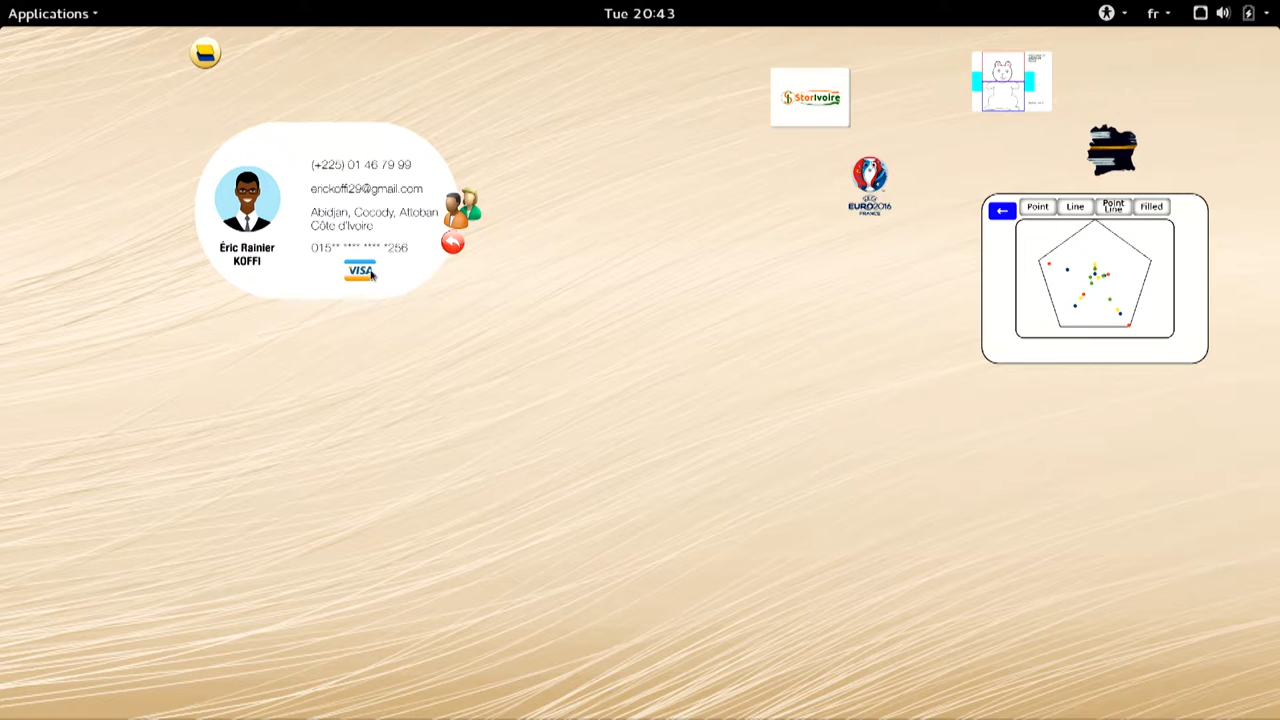 Applications
Tue 20:43
fr
StorIvoire
(+225) 01 46 79 99
erickoffi29@gmail.com
Abidjan, Cocody, Attoban
Côte d'Ivoire
015** **** **** *256
VISA
Éric Rainier
KOFFI
EURO2016
FRANCE
Point
Line
Point
Line
Filled